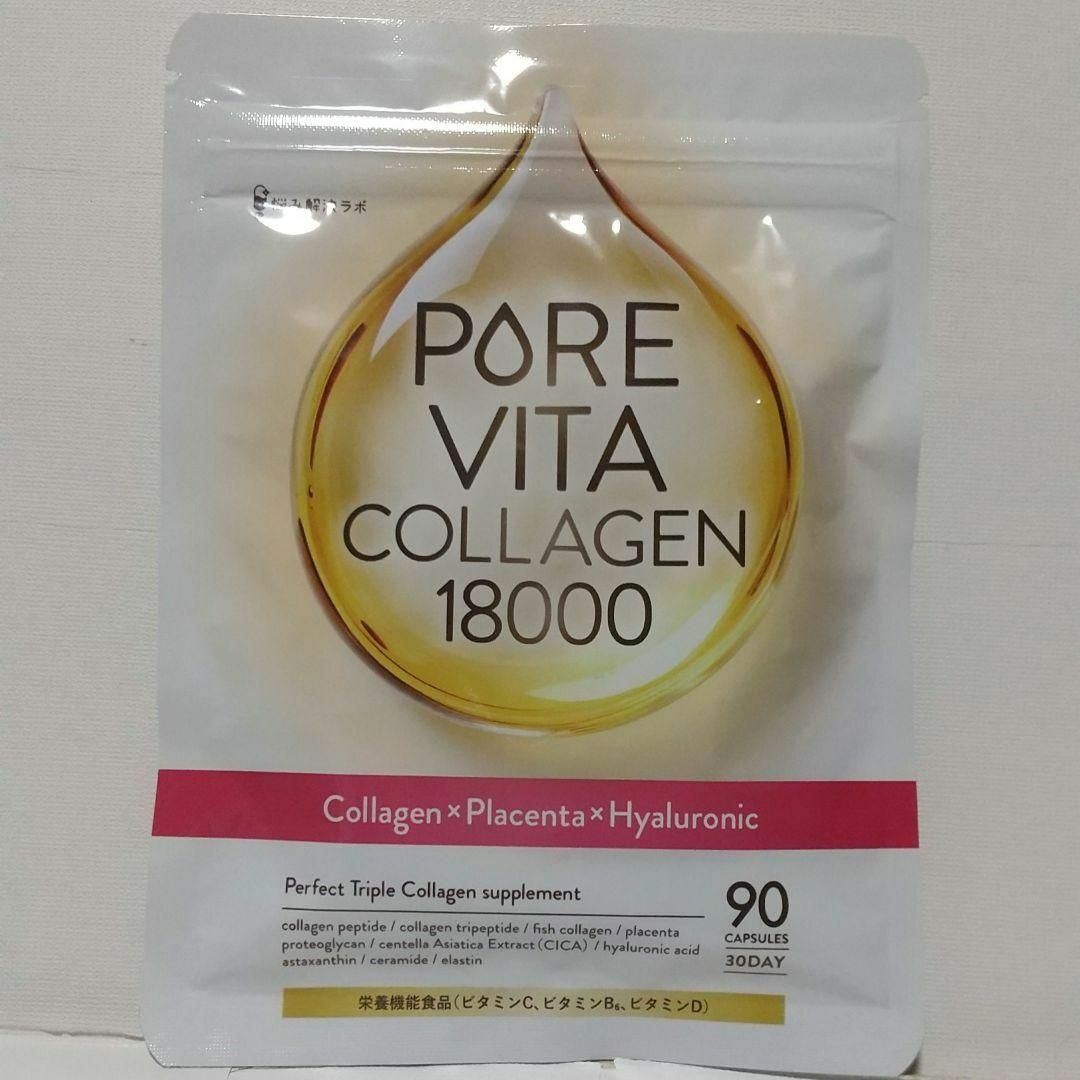 悩み解決ラボ
PORE
VITA
COLLAGEN
18000
Collagen×Placenta×Hyaluronic
Perfect Triple Collagen supplement
collagen peptide / collagen tripeptide / fish collagen / placenta
proteoglycan / centella Asiatica Extract (CICA) / hyaluronic acid
astaxanthin / ceramide / elastin
90
CAPSULES
30DAY
栄養機能食品(ビタミンC、ビタミンB₆、ビタミンD)